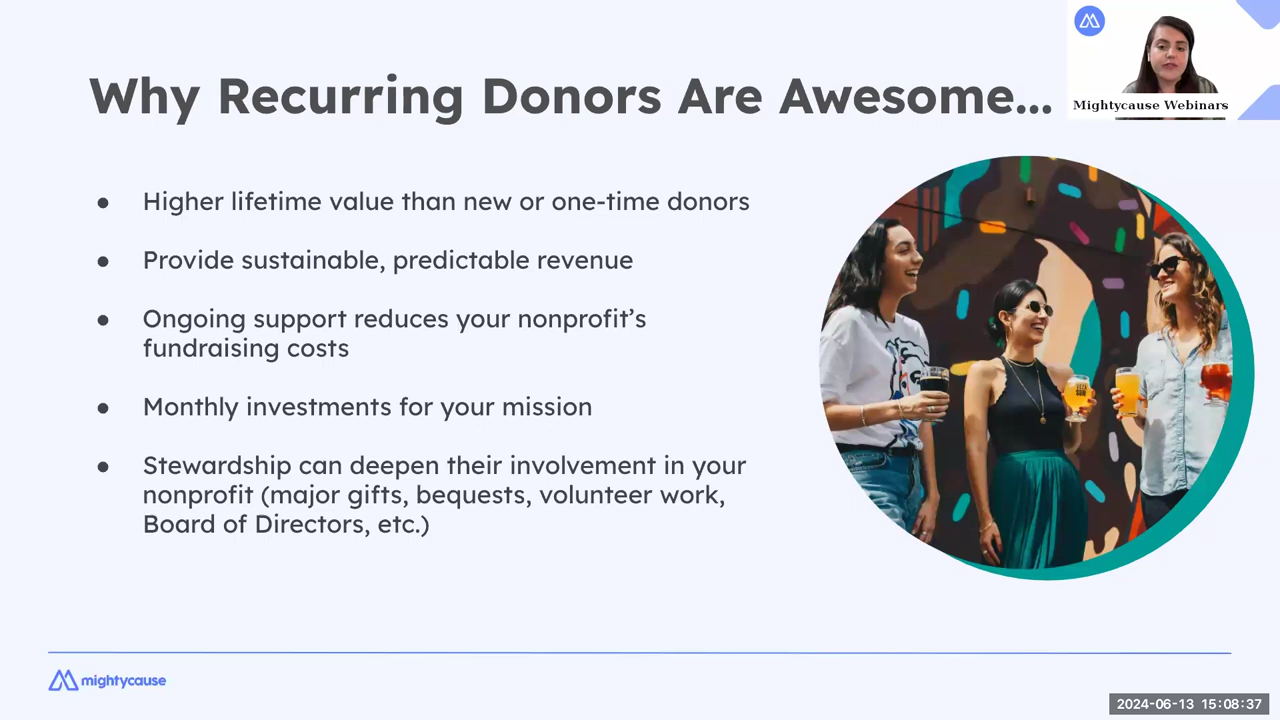 Why Recurring Donors Are Awesome...
Mightycause Webinars
● Higher lifetime value than new or one-time donors
● Provide sustainable, predictable revenue
● Ongoing support reduces your nonprofit’s
fundraising costs
● Monthly investments for your mission
● Stewardship can deepen their involvement in your
nonprofit (major gifts, bequests, volunteer work,
Board of Directors, etc.)
mightycause
2024-06-13 15:08:37